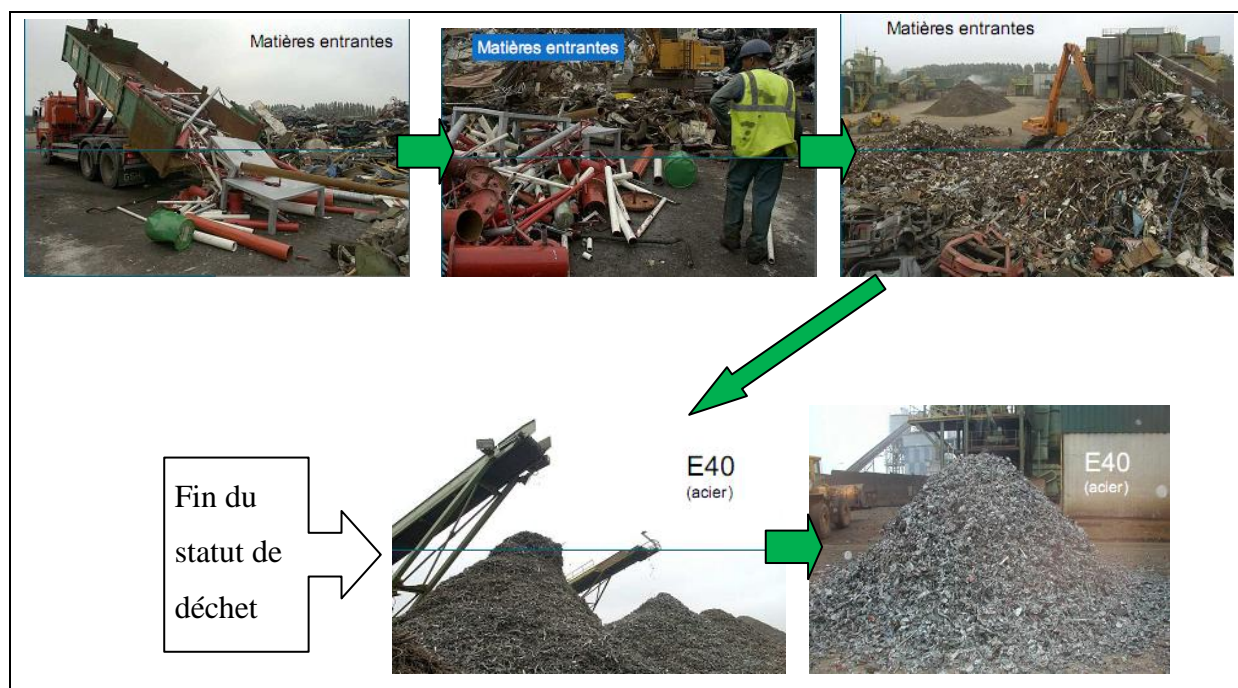 Matières entrantes
Matières entrantes
Matières entrantes
Fin du
statut de
déchet
E40
(acier)
E40
(acier)